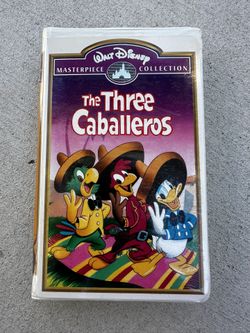 Walt Disney
MASTERPIECE COLLECTION
The Three
Caballeros